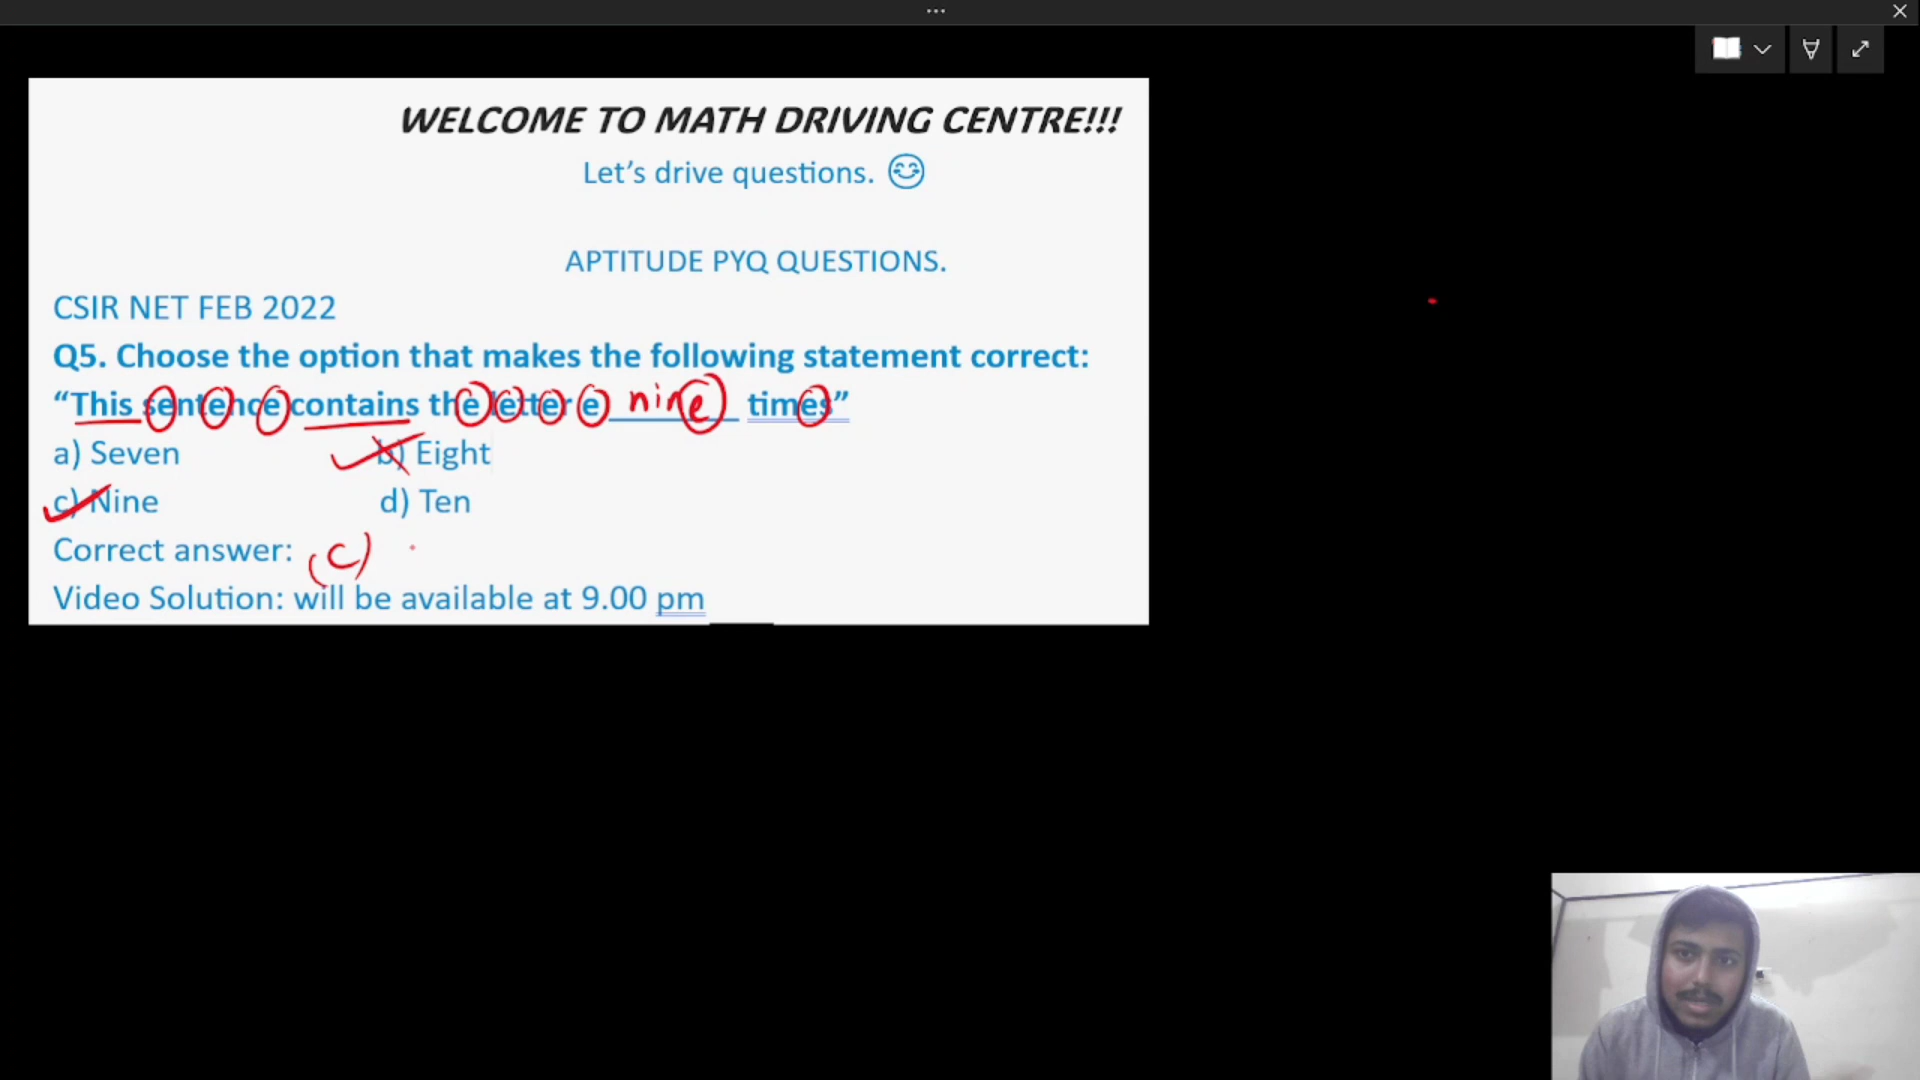 WELCOME TO MATH DRIVING CENTRE!!!
Let’s drive questions.
APTITUDE PYQ QUESTIONS.
CSIR NET FEB 2022
Q5. Choose the option that makes the following statement correct:
“This sentence contains the letter e nine times”
a) Seven b) Eight
c) Nine d) Ten
Correct answer: (c)
Video Solution: will be available at 9.00 pm